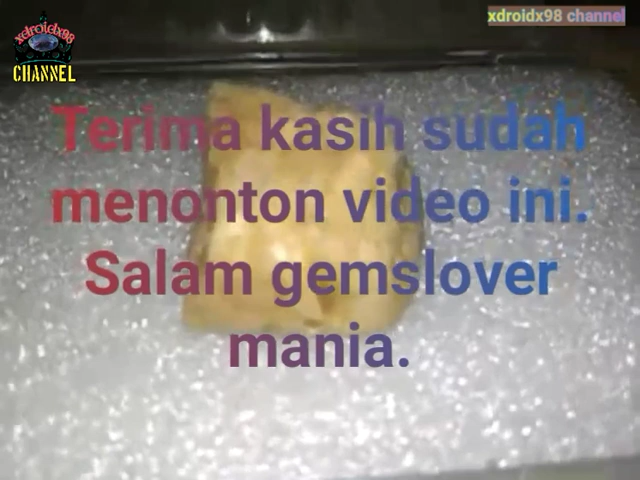 xdroidx98 channel
xdroidx98
CHANNEL
Terima kasih sudah
menonton video ini.
Salam gemslover
mania.